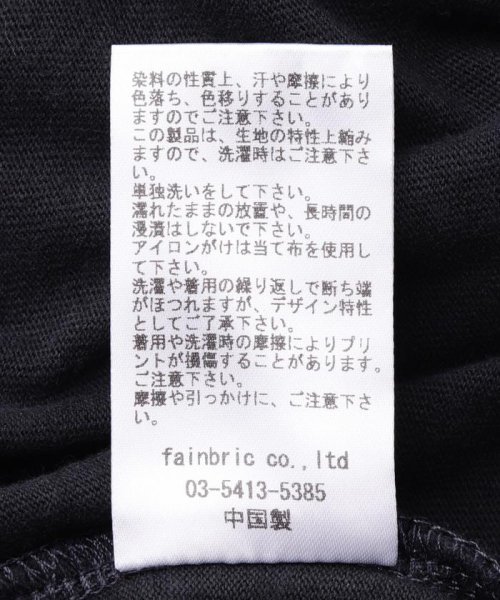 染料の性質上、汗や摩擦により
色落ち、色移りすることがあり
ますのでご注意下さい。
この製品は、生地の特性上縮み
ますので、洗濯時はご注意下さ
い。
単独洗いをして下さい。
濡れたままの放置や、長時間の
浸漬はしないで下さい。
アイロンがけは当て布を使用し
て下さい。
洗濯や着用の繰り返しで断ち端
がほつれますが、デザイン特性
としてご了承下さい。
着用や洗濯時の摩擦によりプリ
ントが損傷することがあります。
ご注意下さい。
摩擦や引っかけに、ご注意下さ
い。
fainbric co.,ltd
03-5413-5385
中国製